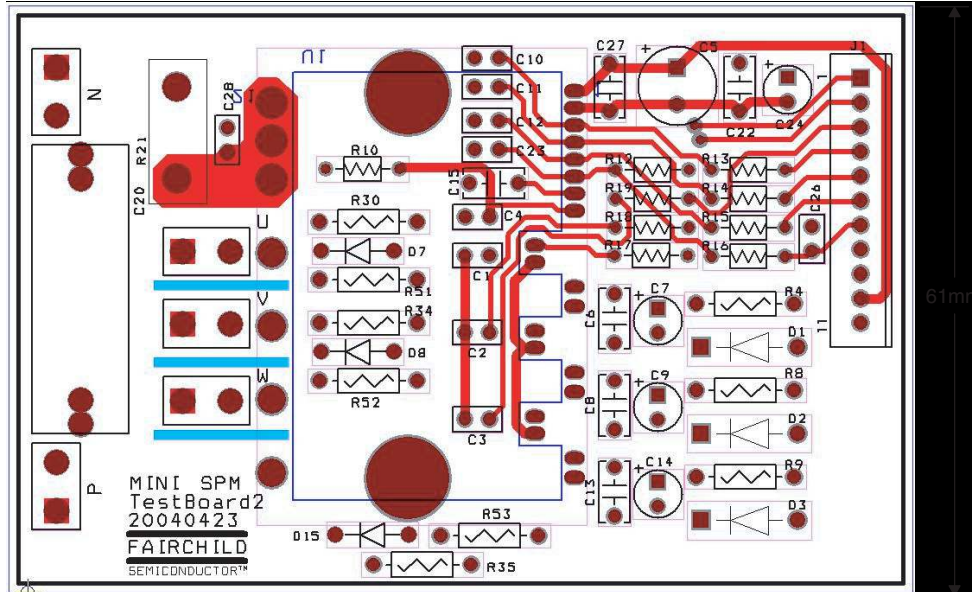 U1
C10
C27
C5
J1
N
C28
C11
1
R21
C12
C22
C24
C23
R10
R12
R13
C20
C15
R19
R14
C26
R30
C4
R18
R15
U
D7
R17
R16
C1
R51
C7
R4
V
R34
C6
61mm
11
D1
D8
C2
W
R52
C9
R8
C8
D2
C3
P
C14
R9
MINI SPM
TestBoard2
C13
20040423
R53
D3
FAIRCHILD
D15
SEMICONDUCTOR™
R35